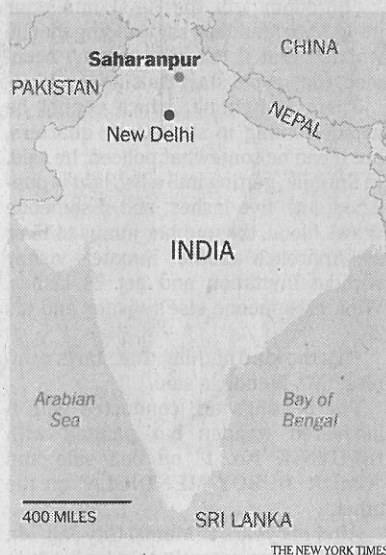 Saharanpur
CHINA
PAKISTAN
NEPAL
New Delhi
INDIA
Arabian
Sea
Bay of
Bengal
400 MILES
SRI LANKA
THE NEW YORK TIMES